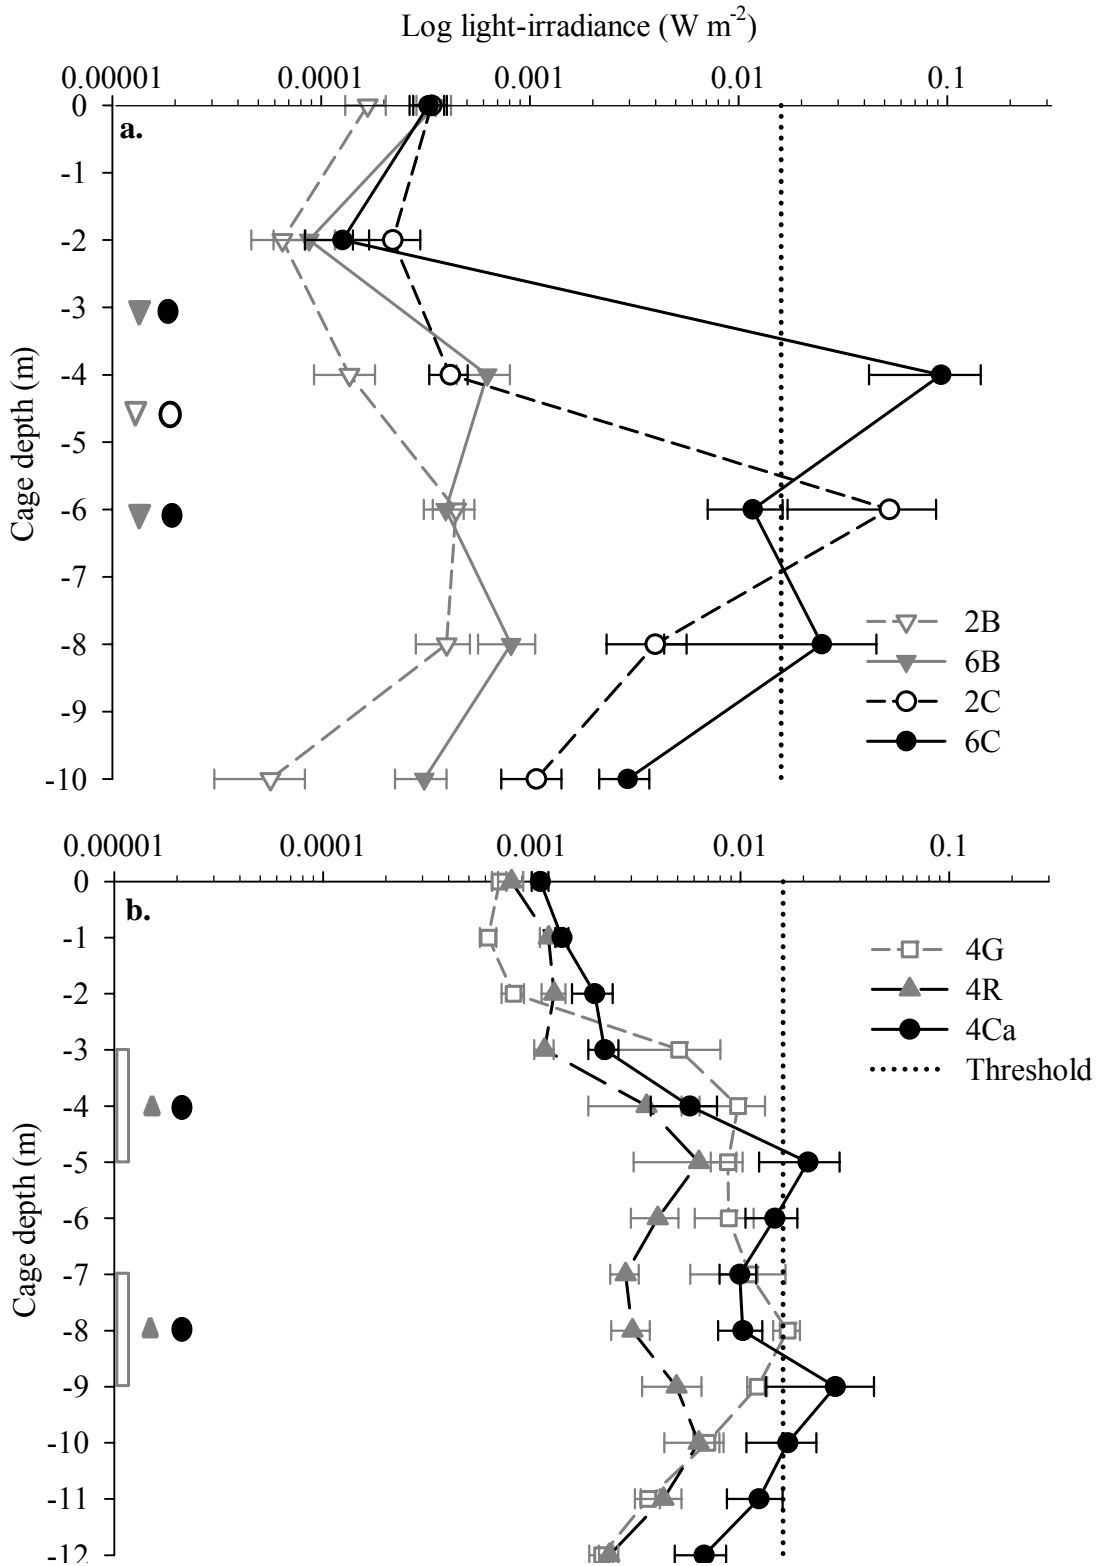 Log light-irradiance (W m-2)
0.00001 0.0001 0.001 0.01 0.1
0
a.
-1
-2
-3
-4
-5
-6
-7
-8
-9
-10
Cage depth (m)
2B
6B
2C
6C
0.00001 0.0001 0.001 0.01 0.1
0
b.
-1
-2
-3
-4
-5
-6
-7
-8
-9
-10
-11
-12
Cage depth (m)
4G
4R
4Ca
Threshold